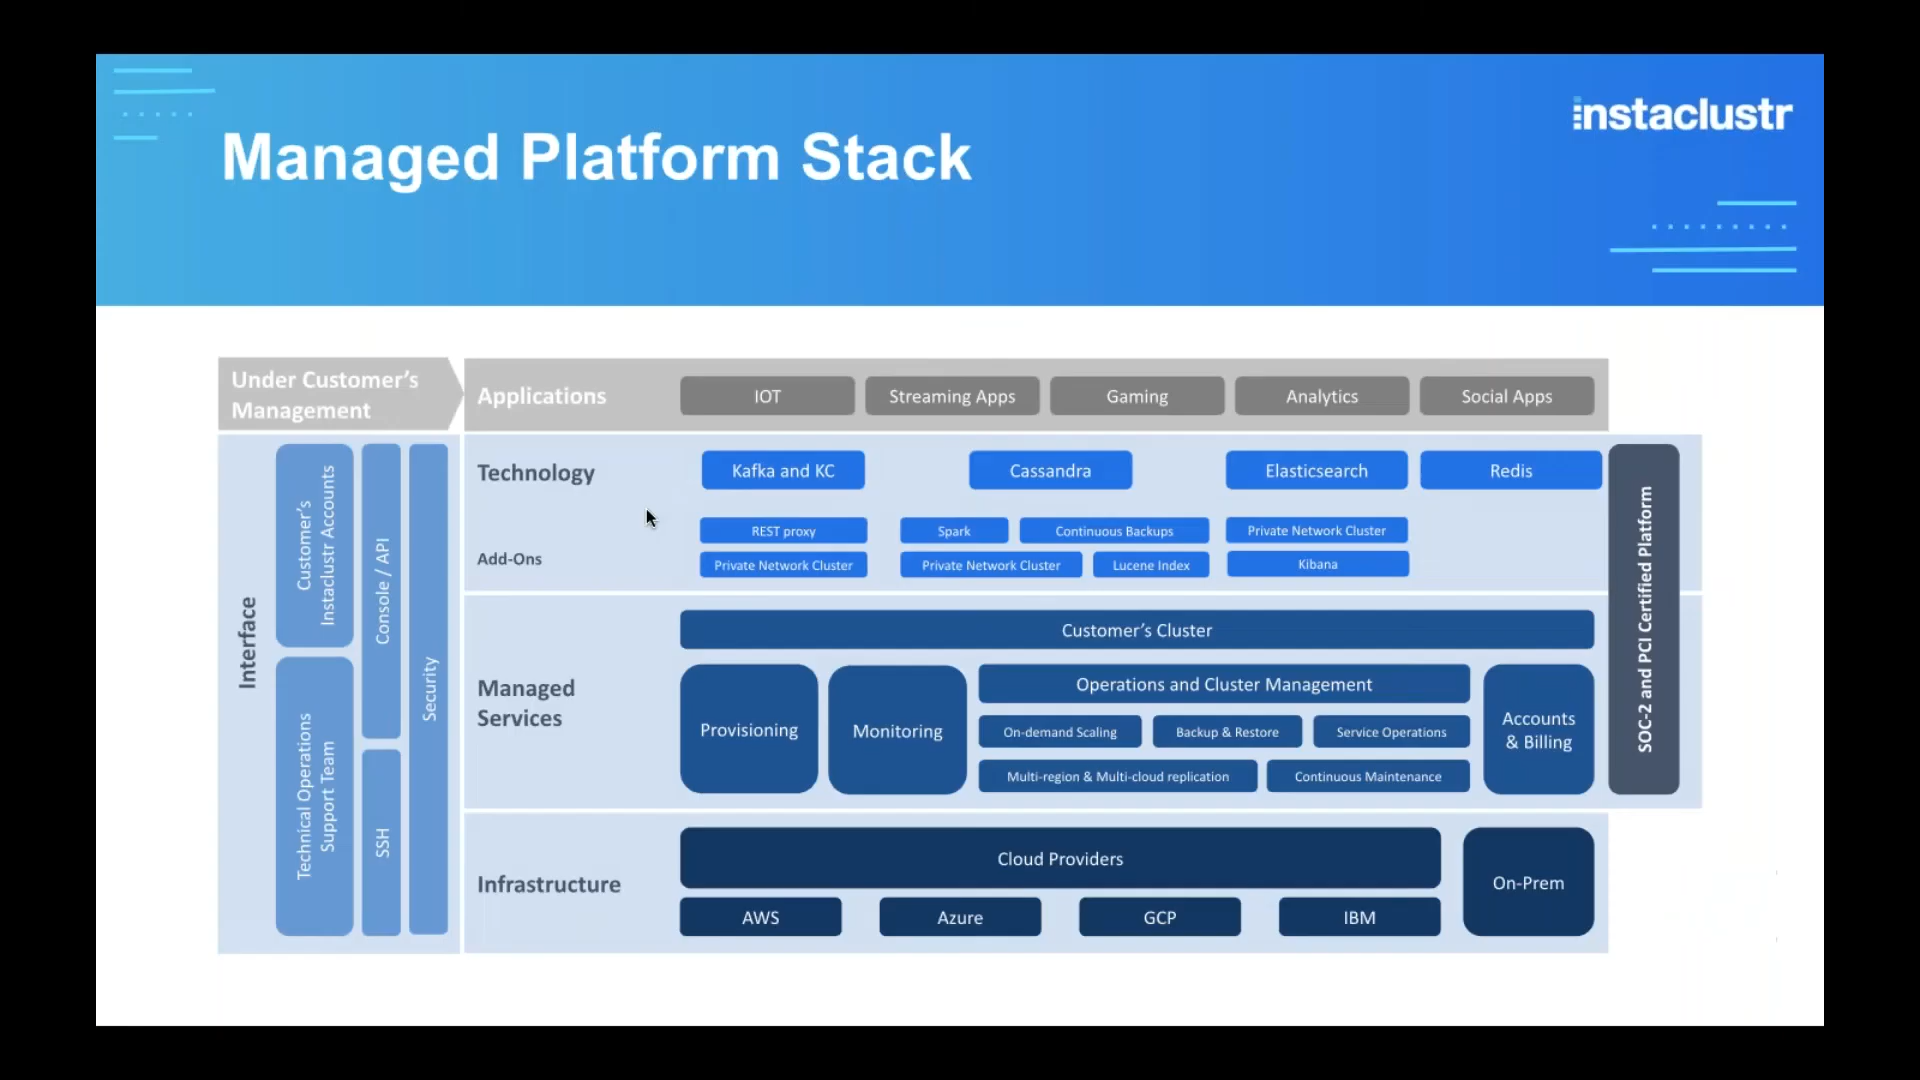 instaclustr
Managed Platform Stack
Under Customer's
Management
Applications
IOT
Streaming Apps
Gaming
Analytics
Social Apps
Interface
Customer's
Instaclustr Accounts
Technical Operations
Support Team
Console / API
SSH
Security
Technology
Kafka and KC
Cassandra
Elasticsearch
Redis
Add-Ons
REST proxy
Spark
Continuous Backups
Private Network Cluster
Private Network Cluster
Private Network Cluster
Lucene Index
Kibana
Managed
Services
Customer's Cluster
Provisioning
Monitoring
Operations and Cluster Management
On-demand Scaling
Backup & Restore
Service Operations
Multi-region & Multi-cloud replication
Continuous Maintenance
Accounts
& Billing
SOC-2 and PCI Certified Platform
Infrastructure
Cloud Providers
AWS
Azure
GCP
IBM
On-Prem